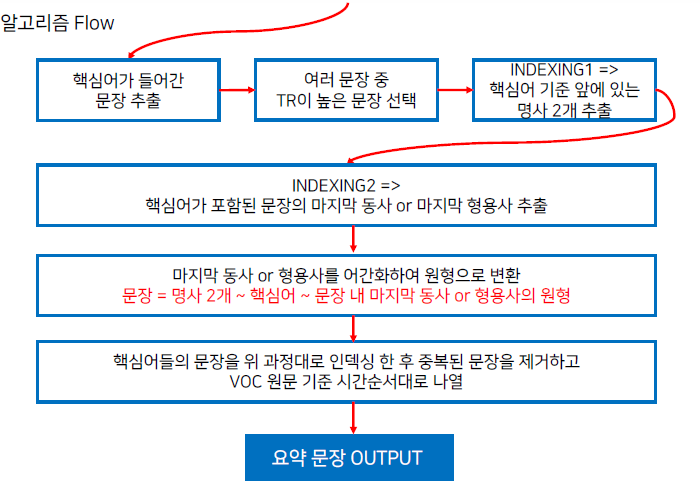 알고리즘 Flow
핵심어가 들어간
문장 추출
여러 문장 중
TR이 높은 문장 선택
INDEXING1 =>
핵심어 기준 앞에 있는
명사 2개 추출
INDEXING2 =>
핵심어가 포함된 문장의 마지막 동사 or 마지막 형용사 추출
마지막 동사 or 형용사를 어간화하여 원형으로 변환
문장 = 명사 2개 ~ 핵심어 ~ 문장 내 마지막 동사 or 형용사의 원형
핵심어들의 문장을 위 과정대로 인덱싱 한 후 중복된 문장을 제거하고
VOC 원문 기준 시간순서대로 나열
요약 문장 OUTPUT